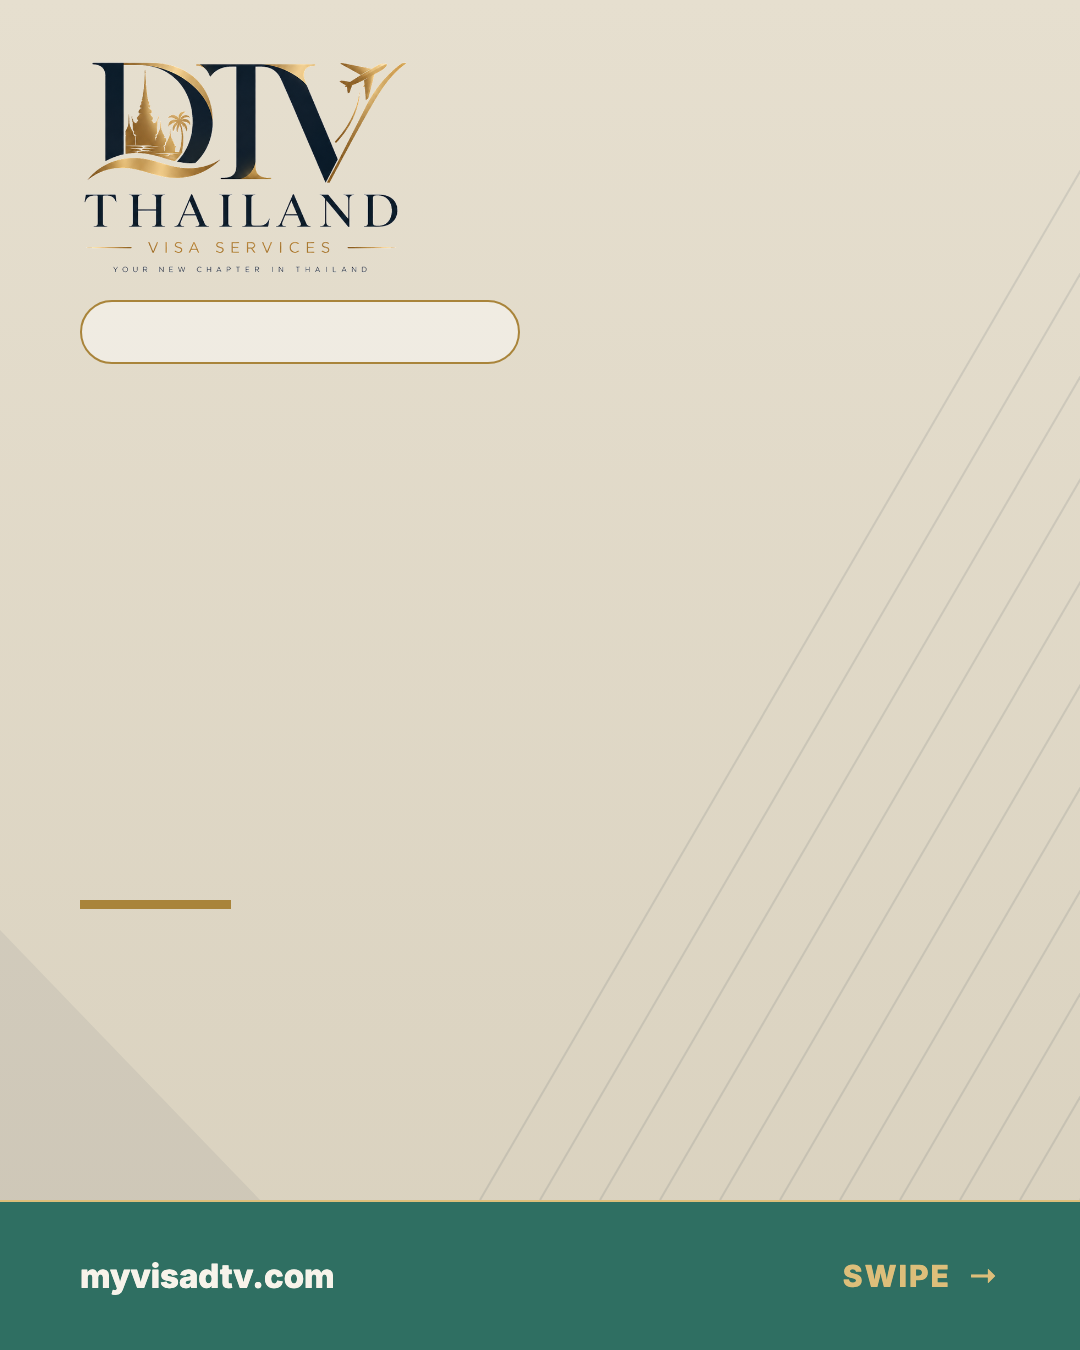 DTV
THAILAND
VISA SERVICES
YOUR NEW CHAPTER IN THAILAND
myvisadtv.com
SWIPE →